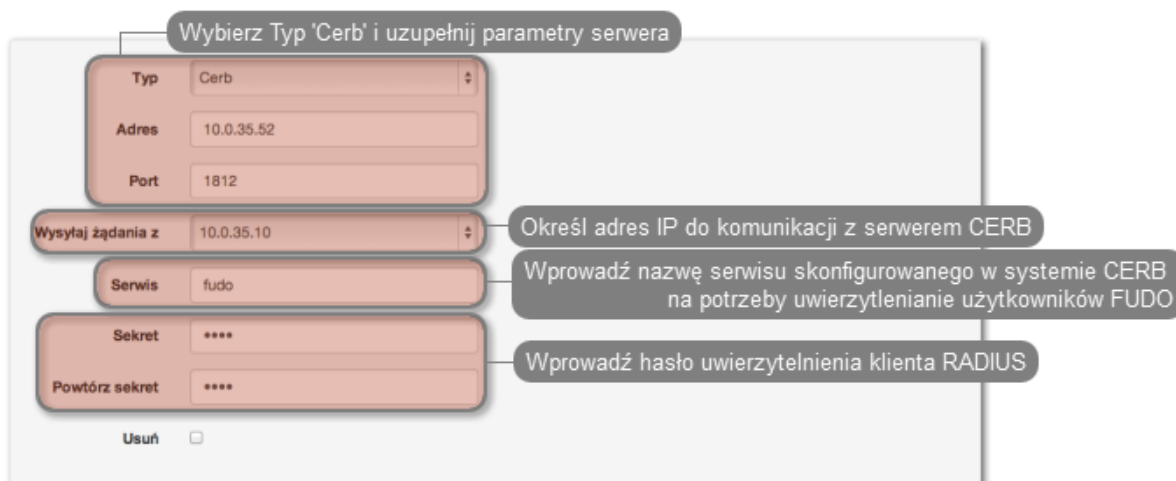 Wybierz Typ 'Cerb' i uzupełnij parametry serwera
Typ Cerb
Adres 10.0.35.52
Port 1812
Wysyłaj żądania z 10.0.35.10
Określ adres IP do komunikacji z serwerem CERB
Serwis fudo
Wprowadź nazwę serwisu skonfigurowanego w systemie CERB
na potrzeby uwierzytlenianie użytkowników FUDO
Sekret ••••
Wprowadź hasło uwierzytelnienia klienta RADIUS
Powtórz sekret ••••
Usuń